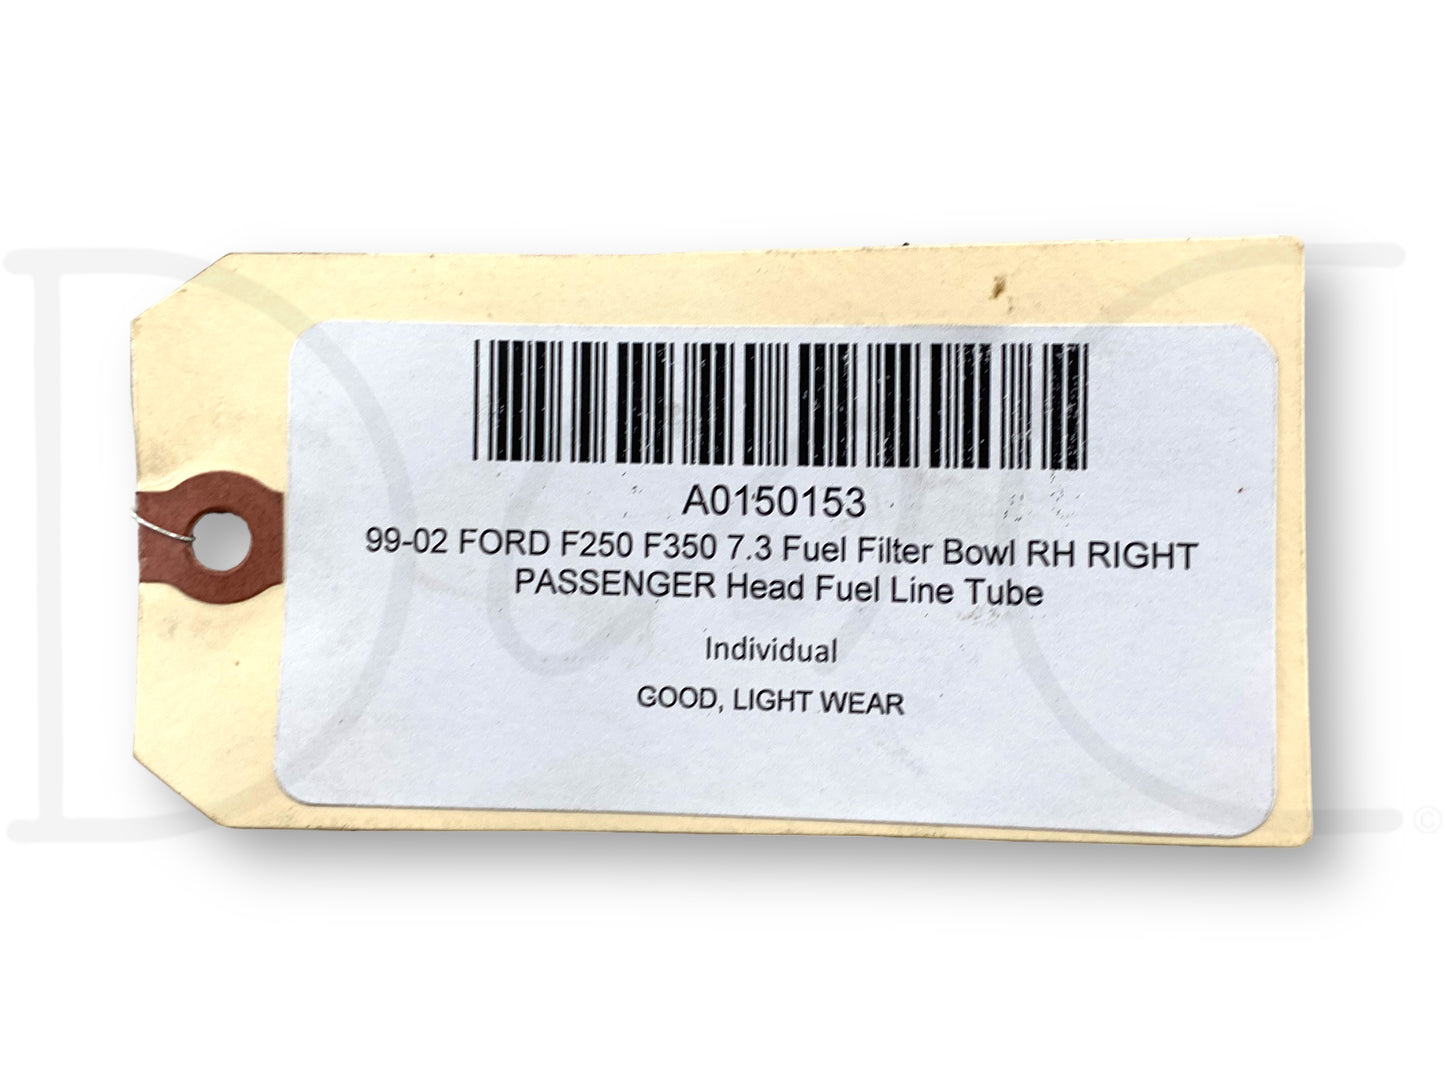 A0150153
99-02 FORD F250 F350 7.3 Fuel Filter Bowl RH RIGHT
PASSENGER Head Fuel Line Tube
Individual
GOOD, LIGHT WEAR
©